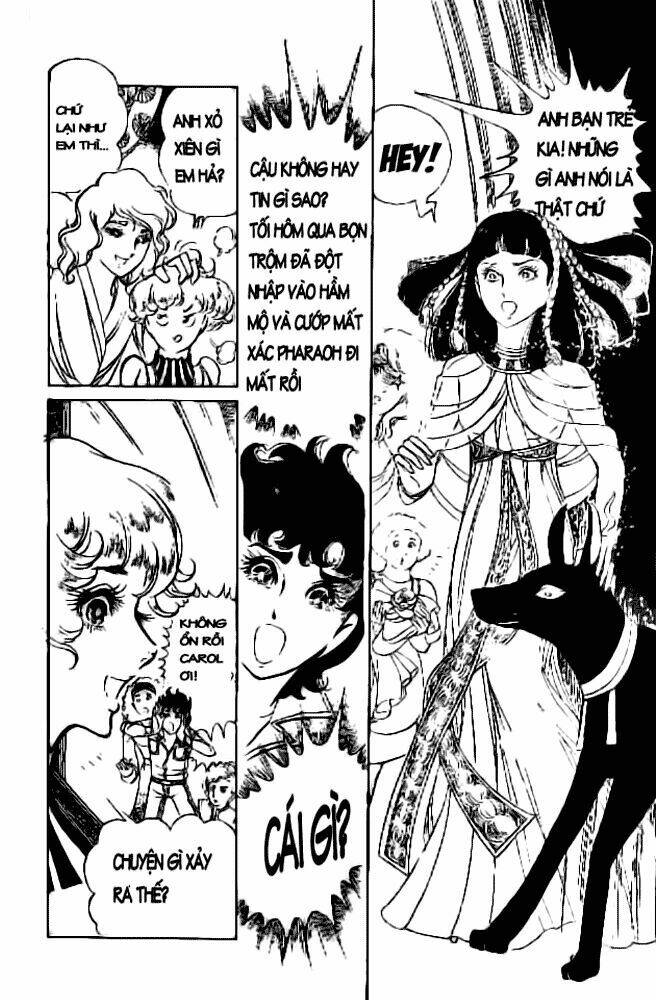 CHỨ
LẠI NHƯ
EM THÌ...
ANH XỎ
XIÊN GÌ
EM HẢ?
KHÔNG
ỔN RỒI
CAROL
ƠI!
CHUYỆN GÌ XẢY
RA THẾ?
CẬU KHÔNG HAY
TIN GÌ SAO?
TỐI HÔM QUA BỌN
TRỘM ĐÃ ĐỘT
NHẬP VÀO HẦM
MỘ VÀ CƯỚP MẤT
XÁC PHARAOH ĐI
MẤT RỒI
CÁI GÌ?
HEY!
ANH BẠN TRẺ
KIA! NHỮNG
GÌ ANH NÓI LÀ
THẬT CHỨ